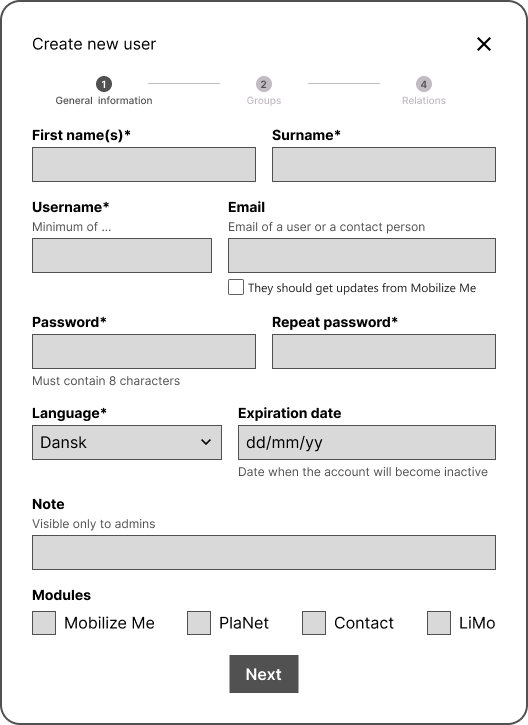 Create new user
1 2 4
General information Groups Relations
First name(s)* Surname*
Username* Email
Minimum of ... Email of a user or a contact person
They should get updates from Mobilize Me
Password* Repeat password*
Must contain 8 characters
Language* Expiration date
Dansk dd/mm/yy
Date when the account will become inactive
Note
Visible only to admins
Modules
Mobilize Me PlaNet Contact LiMo
Next